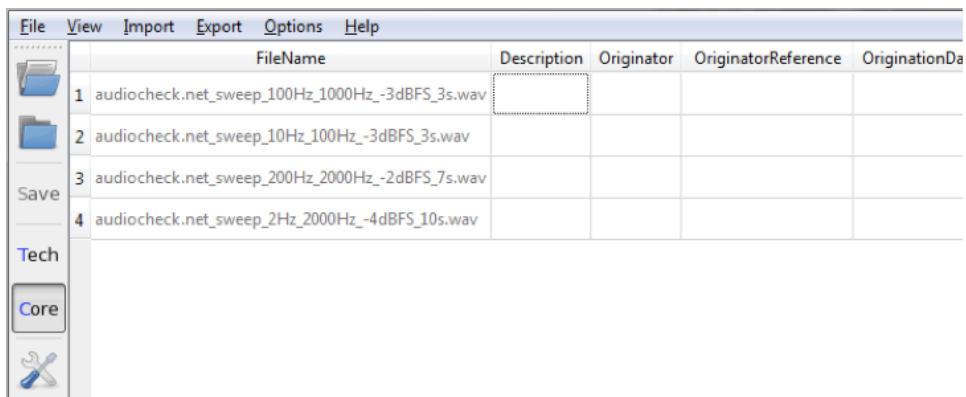 File View Import Export Options Help
FileName Description Originator OriginatorReference OriginationDa
1 audiocheck.net_sweep_100Hz_1000Hz_-3dBFS_3s.wav
2 audiocheck.net_sweep_10Hz_100Hz_-3dBFS_3s.wav
3 audiocheck.net_sweep_200Hz_2000Hz_-2dBFS_7s.wav
Save
4 audiocheck.net_sweep_2Hz_2000Hz_-4dBFS_10s.wav
Tech
Core